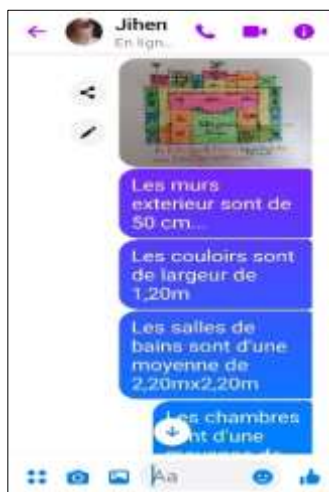 Jihen
En lign...
Les murs
exterieur sont de
50 cm...
Les couloirs sont
de largeur de
1,20m
Les salles de
bains sont d'une
moyenne de
2,20mx2,20m
Les chambres
sont d'une
Aa